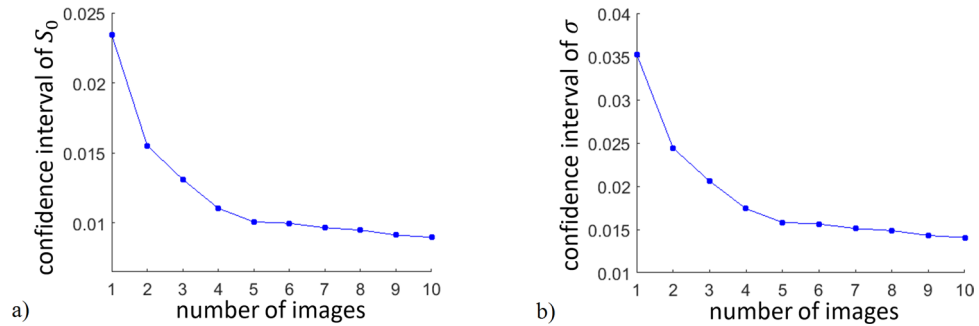 confidence interval of S₀
0.025
0.02
0.015
0.01
1 2 3 4 5 6 7 8 9 10
number of images
a)
confidence interval of σ
0.04
0.035
0.03
0.025
0.02
0.015
0.01
1 2 3 4 5 6 7 8 9 10
number of images
b)